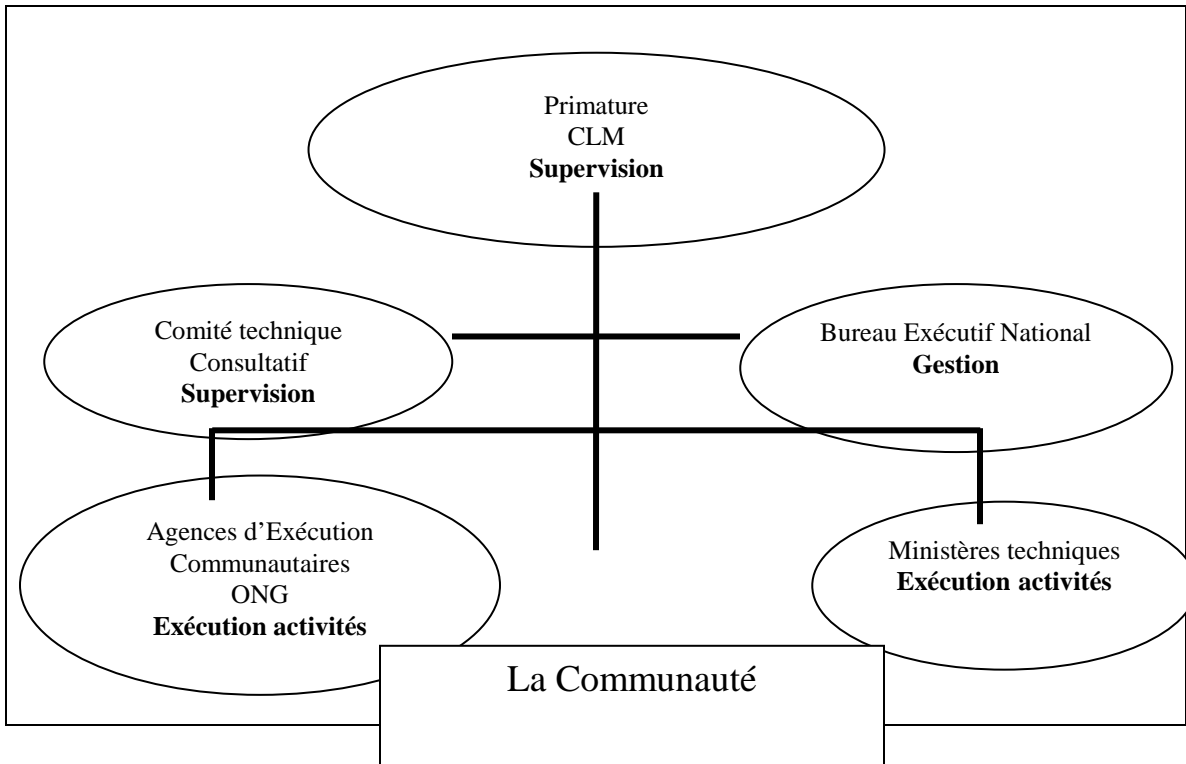 Primature
CLM
Supervision
Comité technique
Consultatif
Supervision
Bureau Exécutif National
Gestion
Agences d’Exécution
Communautaires
ONG
Exécution activités
Ministères techniques
Exécution activités
La Communauté